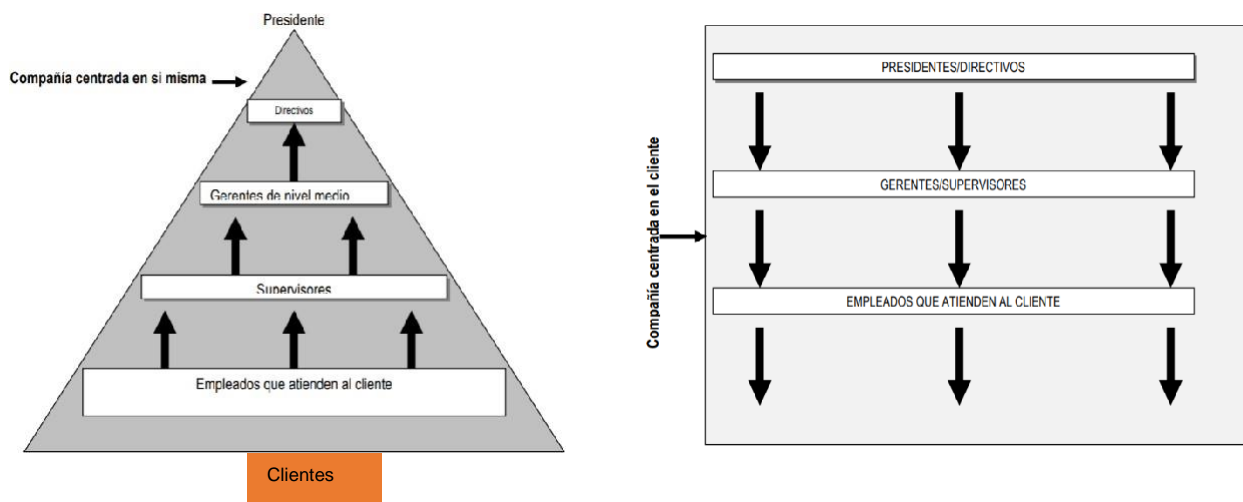 Presidente
Compañía centrada en si misma
Directivos
Gerentes de nivel medio
Supervisores
Empleados que atienden al cliente
Clientes
Compañía centrada en el cliente
PRESIDENTES/DIRECTIVOS
GERENTES/SUPERVISORES
EMPLEADOS QUE ATIENDEN AL CLIENTE